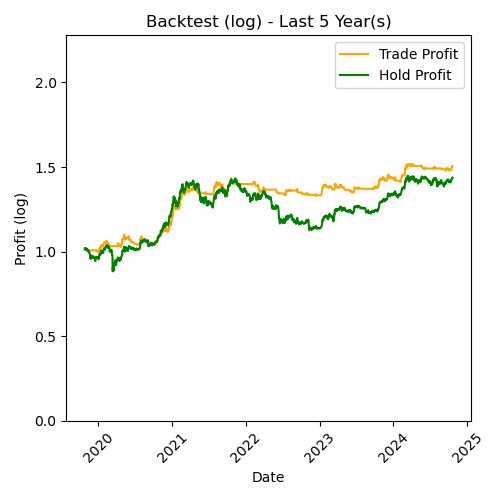 Backtest (log) - Last 5 Year(s)
Trade Profit
Hold Profit
Profit (log)
2.0
1.5
1.0
0.5
0.0
2020
2021
2022
2023
2024
2025
Date